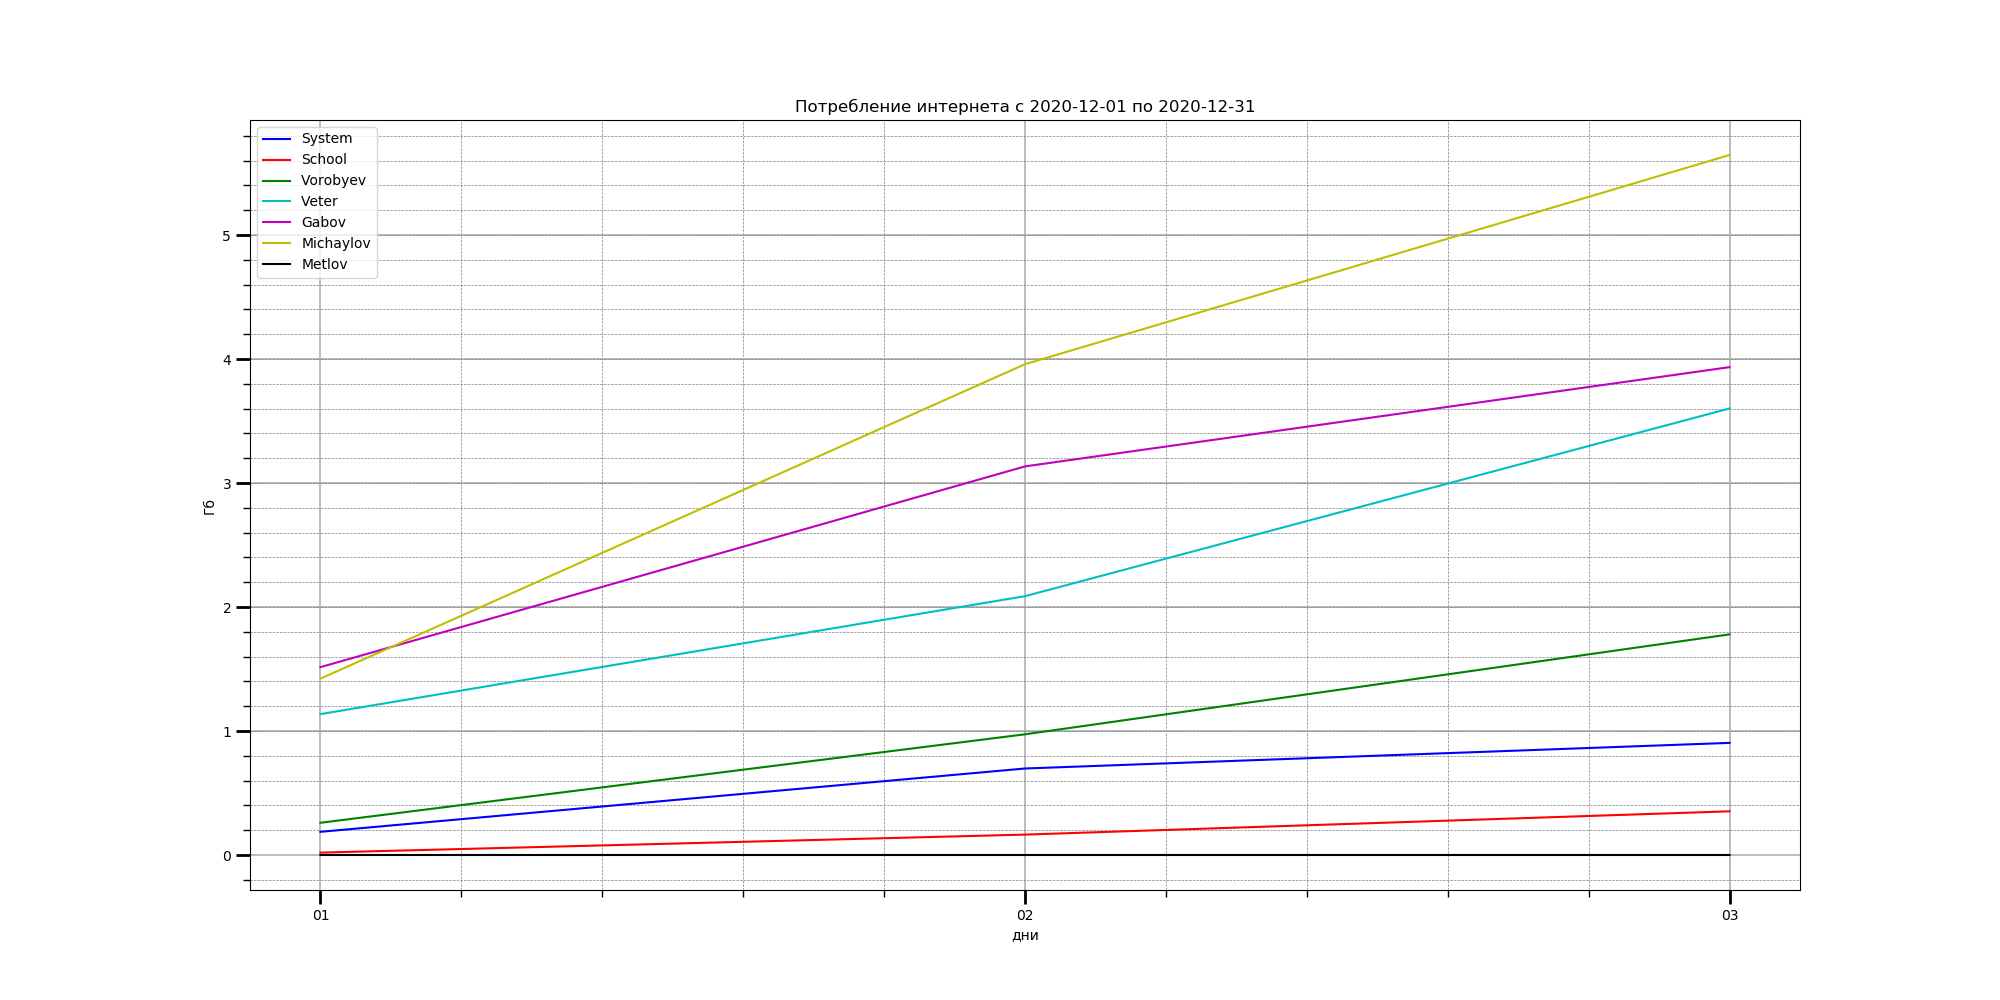 Потребление интернета с 2020-12-01 по 2020-12-31
System
School
Vorobyev
Veter
Gabov
Michaylov
Metlov
5
4
3
2
1
0
Гб
01 02 03
дни